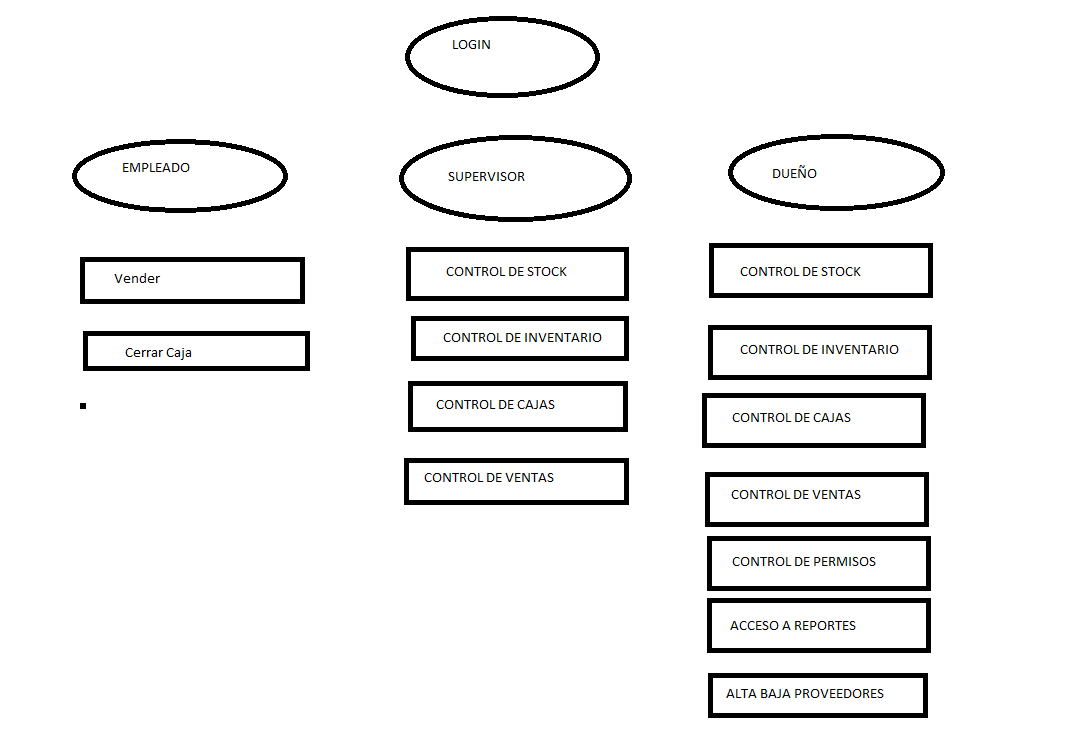 LOGIN
EMPLEADO
SUPERVISOR
DUEÑO
Vender
Cerrar Caja
CONTROL DE STOCK
CONTROL DE INVENTARIO
CONTROL DE CAJAS
CONTROL DE VENTAS
CONTROL DE STOCK
CONTROL DE INVENTARIO
CONTROL DE CAJAS
CONTROL DE VENTAS
CONTROL DE PERMISOS
ACCESO A REPORTES
ALTA BAJA PROVEEDORES